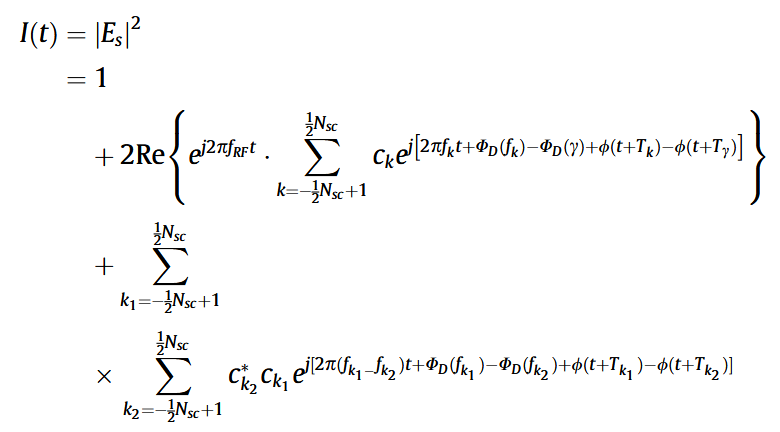 I(t) = |E_s|^2
= 1
+ 2Re{e^{j2πf_{RF}t} · \sum_{k=-\frac{1}{2}N_{sc}+1}^{\frac{1}{2}N_{sc}} c_k e^{j[2πf_kt+Φ_D(f_k)-Φ_D(γ)+ϕ(t+T_k)-ϕ(t+T_γ)]}}
+ \sum_{k_1=-\frac{1}{2}N_{sc}+1}^{\frac{1}{2}N_{sc}}
× \sum_{k_2=-\frac{1}{2}N_{sc}+1}^{\frac{1}{2}N_{sc}} c^*_{k_2} c_{k_1} e^{j[2π(f_{k_1}-f_{k_2})t+Φ_D(f_{k_1})-Φ_D(f_{k_2})+ϕ(t+T_{k_1})-ϕ(t+T_{k_2})]}